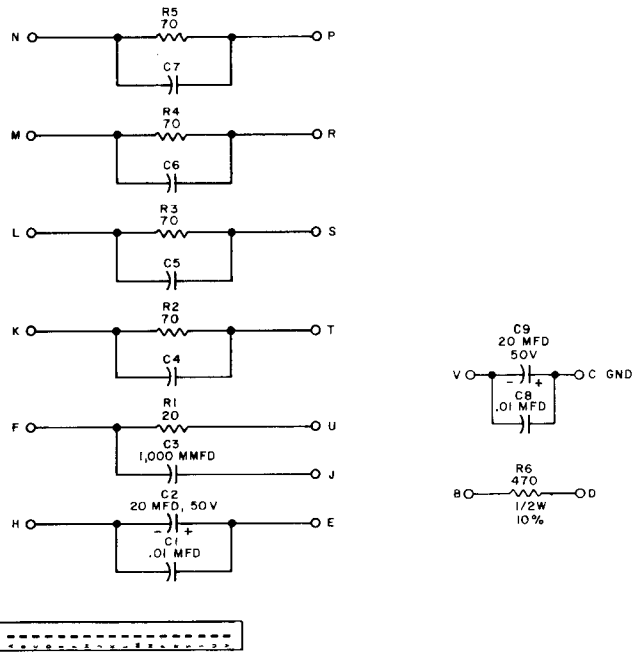 R5
70
N
P
C7
R4
70
M
R
C6
R3
70
L
S
C5
R2
70
K
T
C4
R1
20
F
U
C3
1,000 MMFD
J
C2
20 MFD, 50V
H
- +
E
C1
.01 MFD
C9
20 MFD
50V
V
- +
C GND
C8
.01 MFD
R6
470
B
D
1/2W
10%